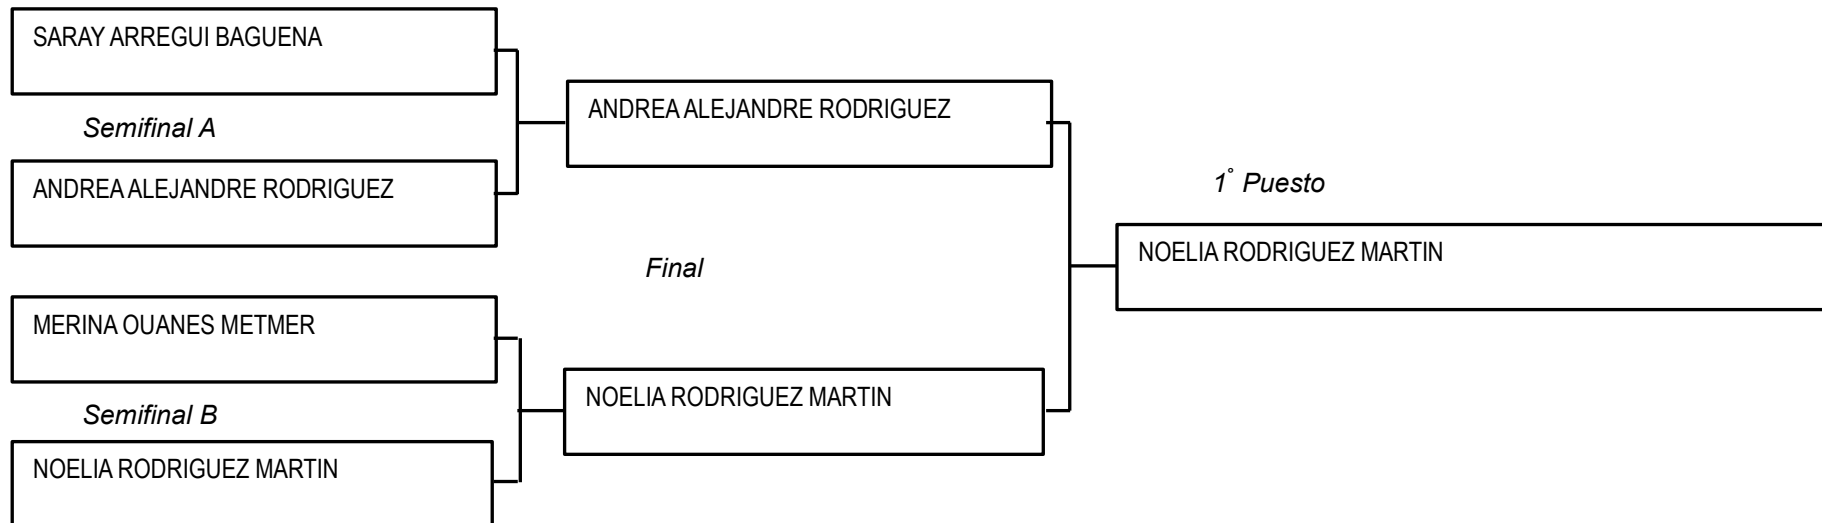 SARAY ARREGUI BAGUENA
Semifinal A
ANDREA ALEJANDRE RODRIGUEZ
MERINA OUANES METMER
Semifinal B
NOELIA RODRIGUEZ MARTIN
ANDREA ALEJANDRE RODRIGUEZ
Final
NOELIA RODRIGUEZ MARTIN
1° Puesto
NOELIA RODRIGUEZ MARTIN